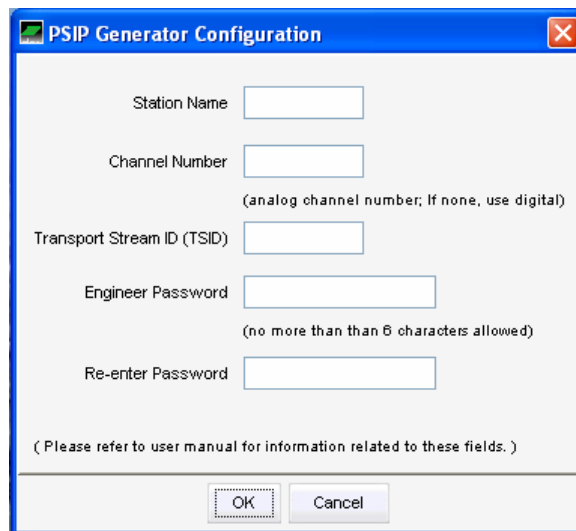 PSIP Generator Configuration
Station Name
Channel Number
(analog channel number; If none, use digital)
Transport Stream ID (TSID)
Engineer Password
(no more than than 6 characters allowed)
Re-enter Password
( Please refer to user manual for information related to these fields. )
OK Cancel